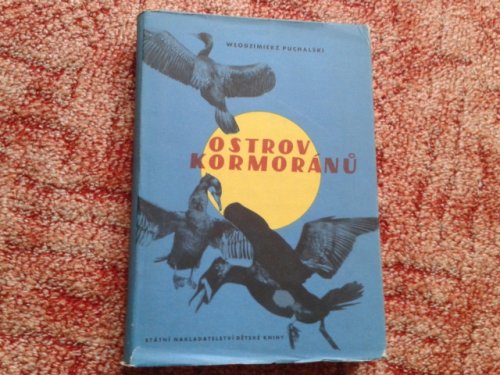 WŁODZIMIERZ PUCHALSKI
OSTROV
KORMORÁNŮ
STÁTNÍ NAKLADATELSTVÍ DĚTSKÉ KNIHY